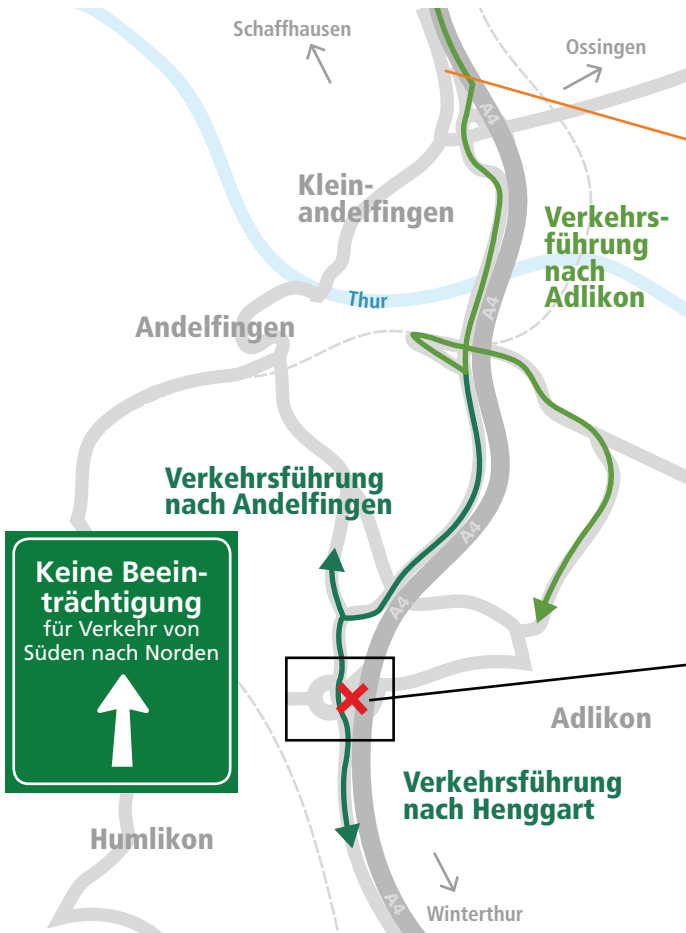 Schaffhausen
Ossingen
A4
Klein-
andelfingen
Verkehrs-
führung
nach
Adlikon
Thur
A4
Andelfingen
Verkehrsführung
nach Andelfingen
A4
Keine Beein-
trächtigung
für Verkehr von
Süden nach Norden
A4
Adlikon
Verkehrsführung
nach Henggart
Humlikon
A4
Winterthur